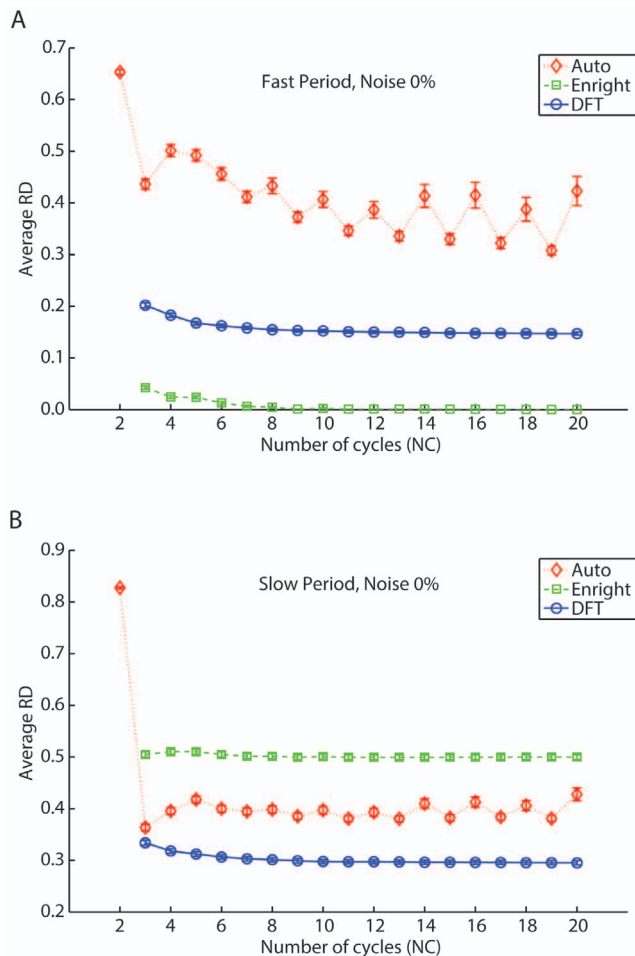 A
Fast Period, Noise 0%
Auto
Enright
DFT
0.7
0.6
0.5
0.4
0.3
0.2
0.1
0.0
Average RD
2 4 6 8 10 12 14 16 18 20
Number of cycles (NC)
B
Slow Period, Noise 0%
Auto
Enright
DFT
0.9
0.8
0.7
0.6
0.5
0.4
0.3
0.2
Average RD
2 4 6 8 10 12 14 16 18 20
Number of cycles (NC)